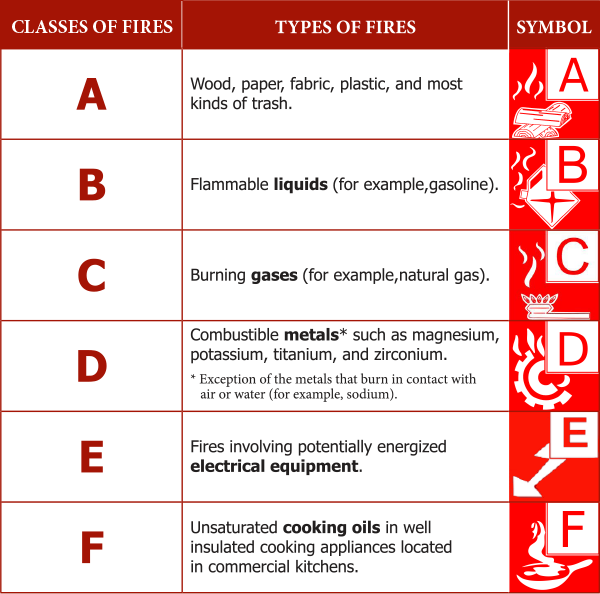 CLASSES OF FIRES TYPES OF FIRES SYMBOL
A
Wood, paper, fabric, plastic, and most
kinds of trash.
A
B
Flammable liquids (for example,gasoline).
B
C
Burning gases (for example,natural gas).
C
D
Combustible metals* such as magnesium,
potassium, titanium, and zirconium.
* Exception of the metals that burn in contact with
air or water (for example, sodium).
D
E
Fires involving potentially energized
electrical equipment.
E
F
Unsaturated cooking oils in well
insulated cooking appliances located
in commercial kitchens.
F